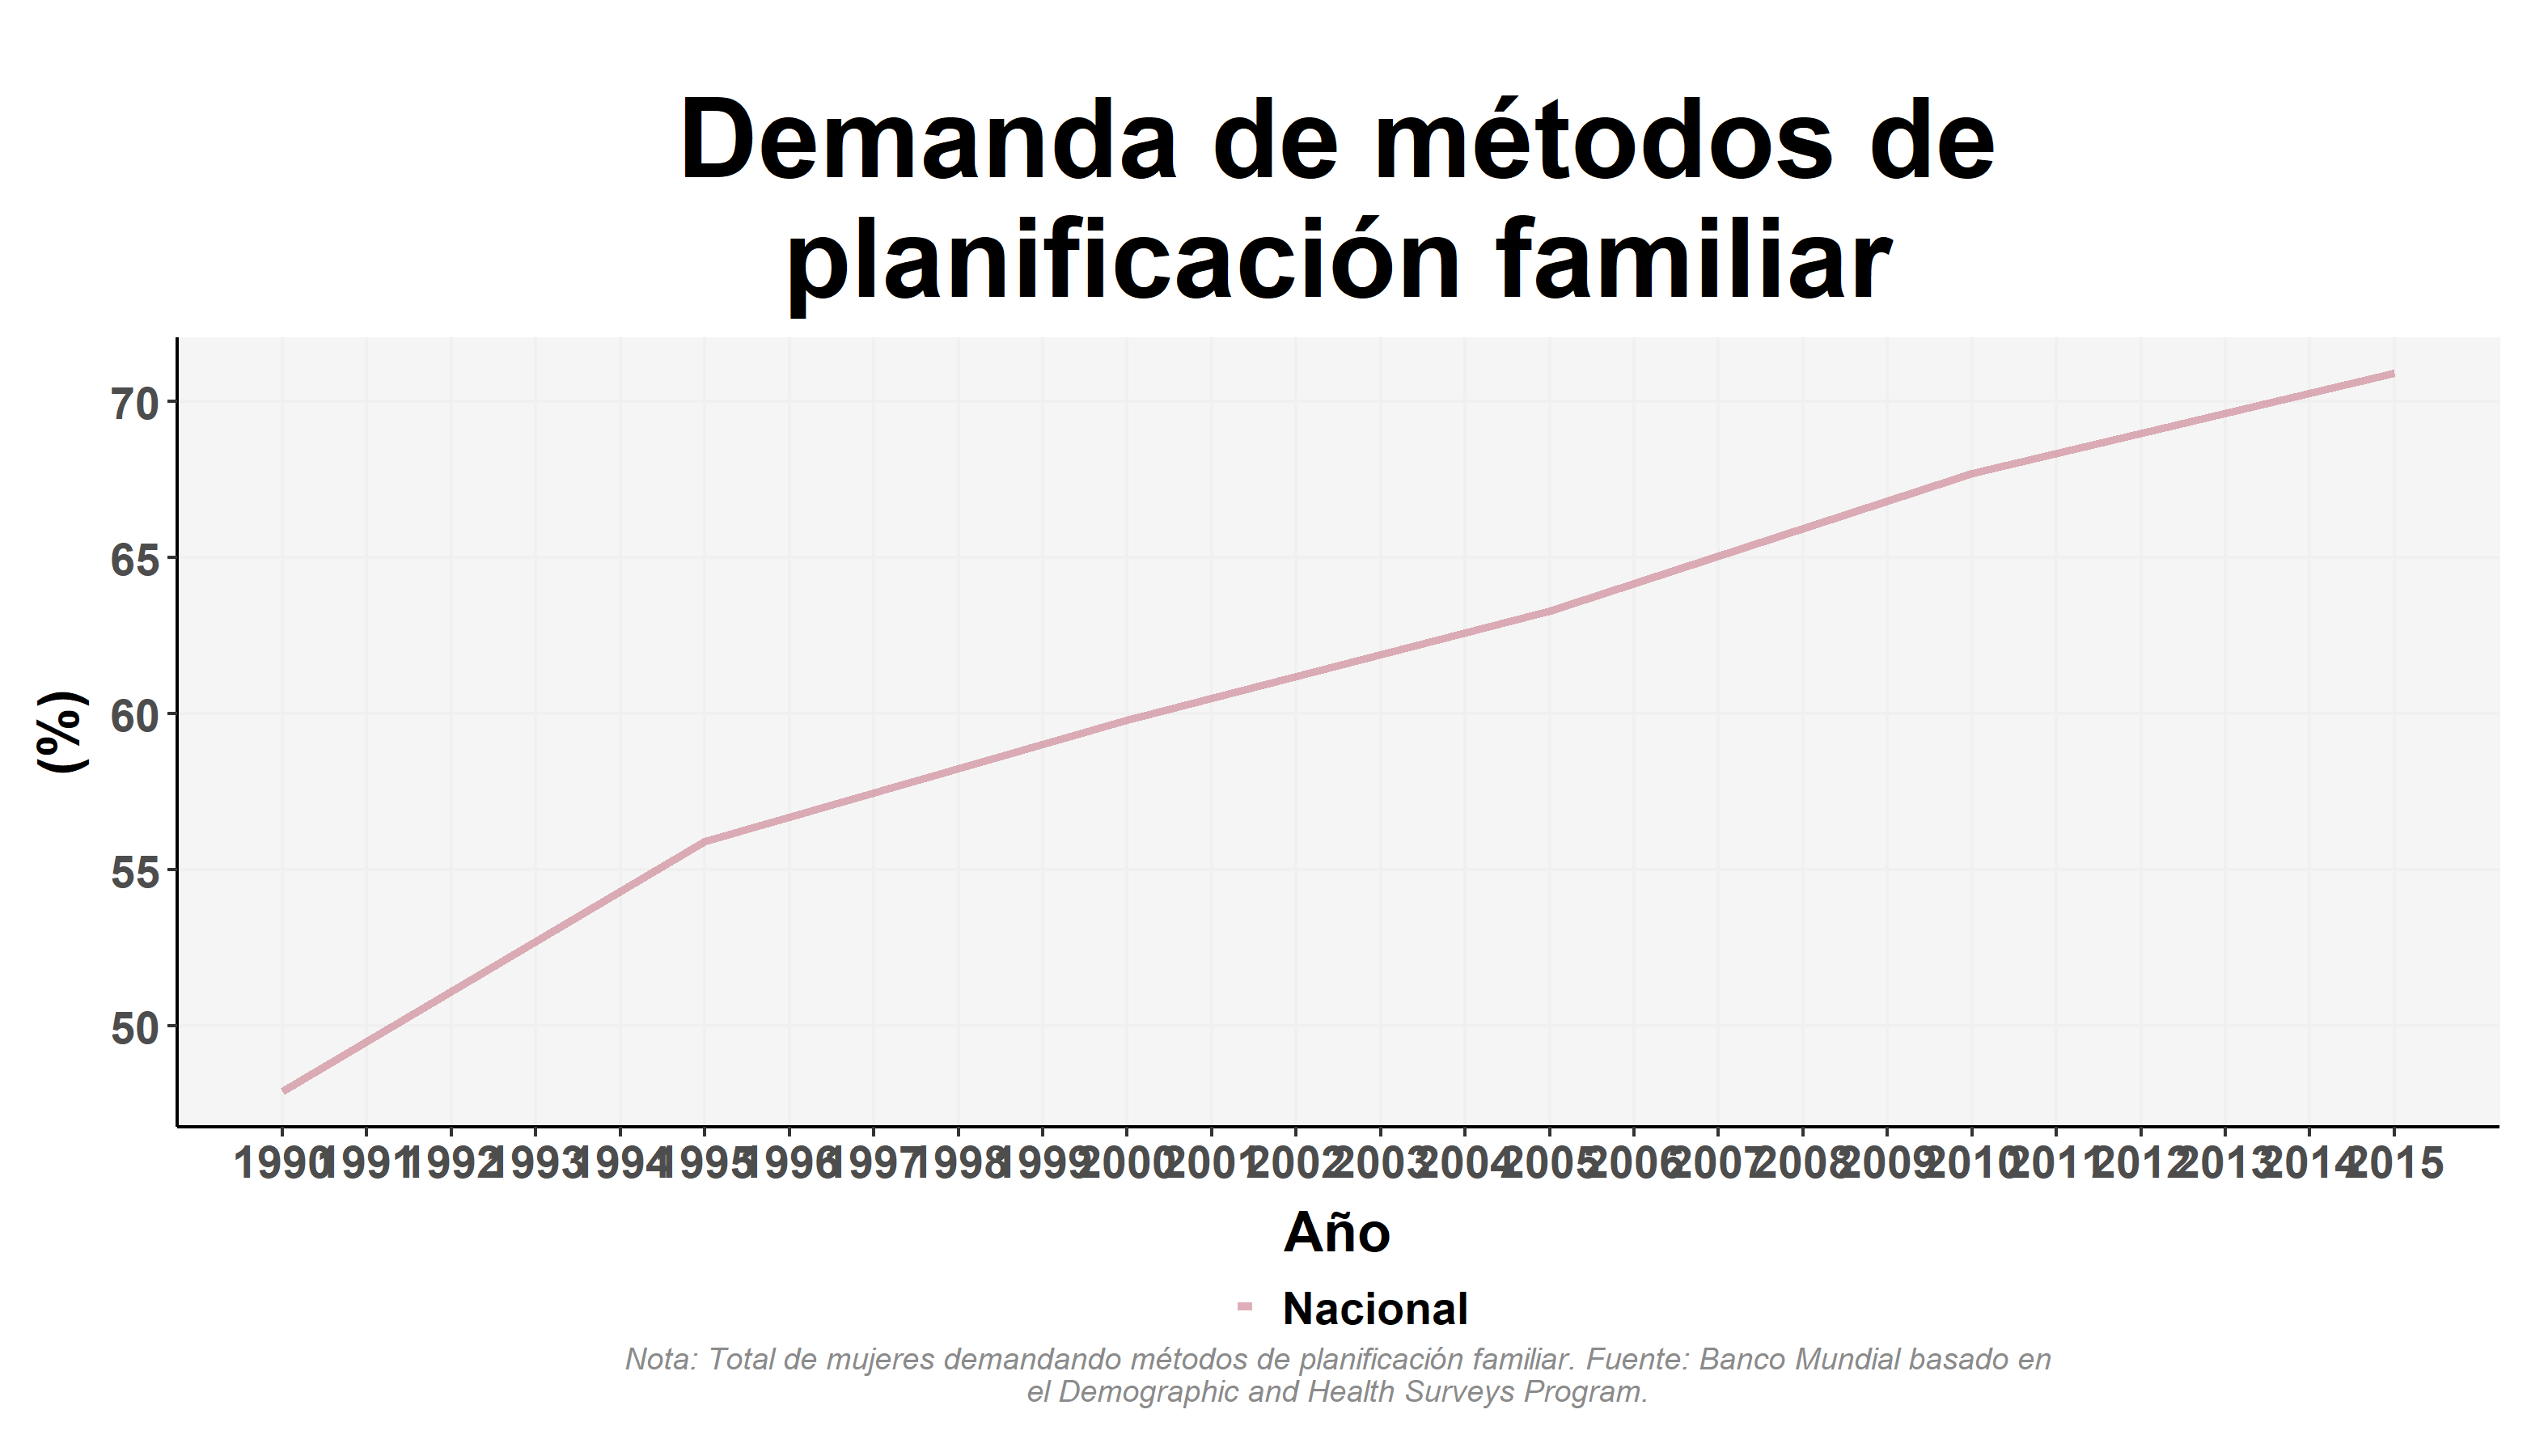 Demanda de métodos de
planificación familiar
70
65
60
55
50
(%)
1990 1991 1992 1993 1994 1995 1996 1997 1998 1999 2000 2001 2002 2003 2004 2005 2006 2007 2008 2009 2010 2011 2012 2013 2014 2015
Año
Nacional
Nota: Total de mujeres demandando métodos de planificación familiar. Fuente: Banco Mundial basado en
el Demographic and Health Surveys Program.